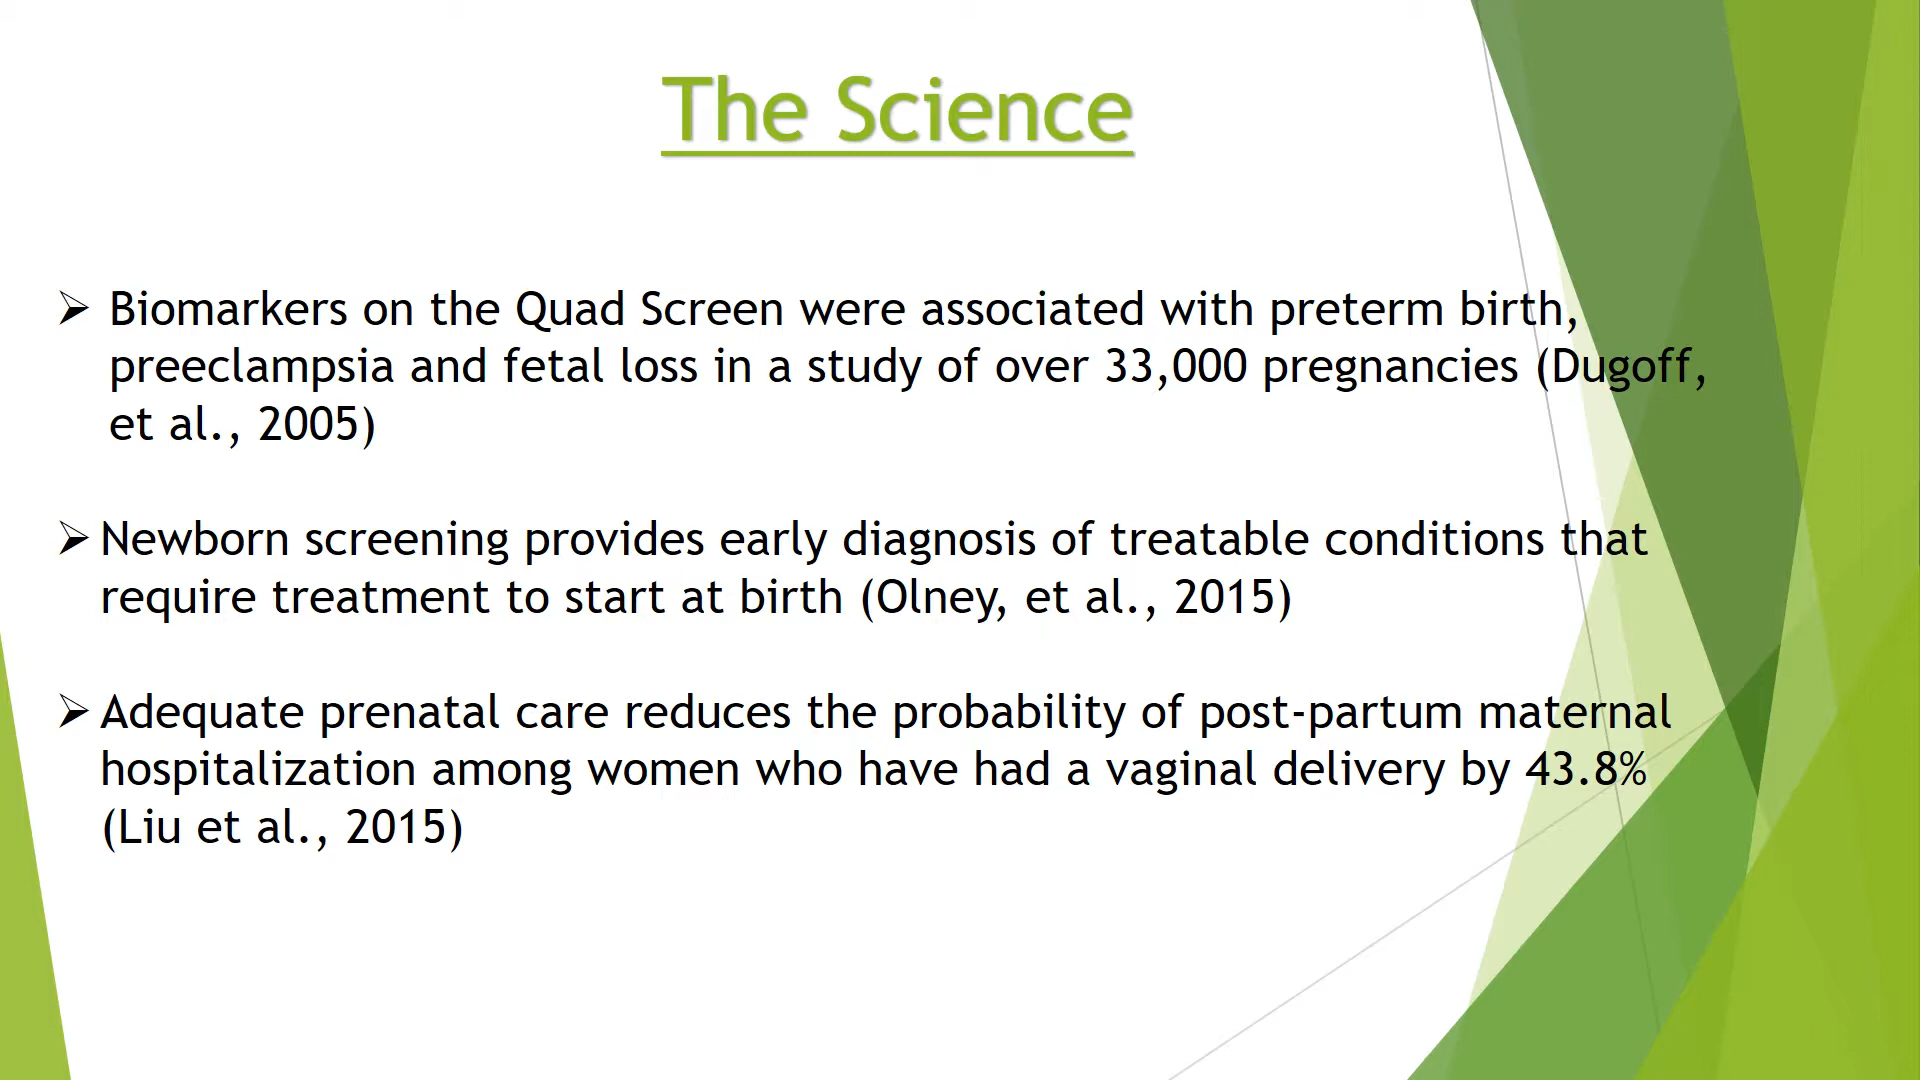 The Science
➢ Biomarkers on the Quad Screen were associated with preterm birth,
preeclampsia and fetal loss in a study of over 33,000 pregnancies (Dugoff,
et al., 2005)
➢ Newborn screening provides early diagnosis of treatable conditions that
require treatment to start at birth (Olney, et al., 2015)
➢ Adequate prenatal care reduces the probability of post-partum maternal
hospitalization among women who have had a vaginal delivery by 43.8%
(Liu et al., 2015)